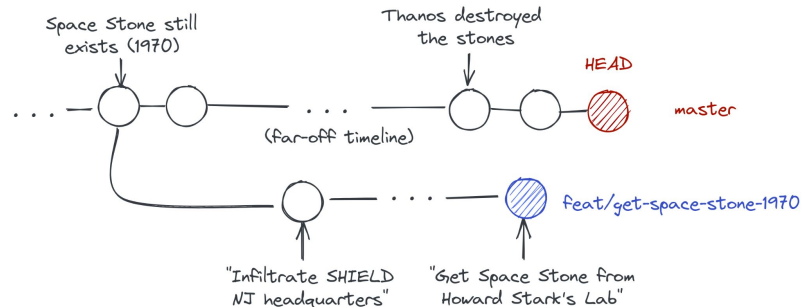 Space Stone still
exists (1970)
Thanos destroyed
the stones
HEAD
...
...
master
(far-off timeline)
...
feat/get-space-stone-1970
"Infiltrate SHIELD
NJ headquarters"
"Get Space Stone from
Howard Stark's Lab"